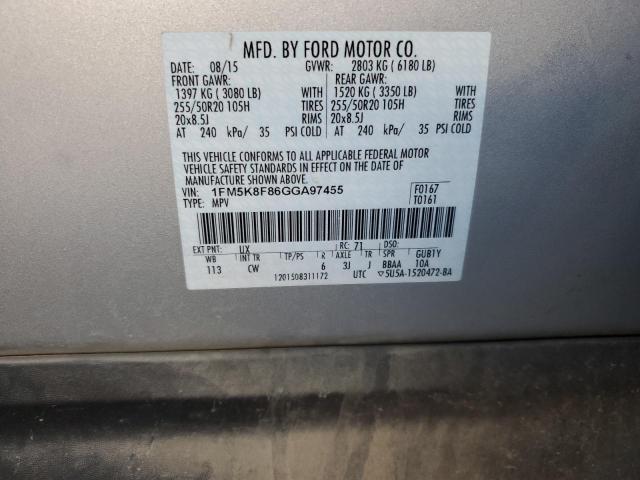 MFD. BY FORD MOTOR CO.
DATE: 08/15 GVWR: 2803 KG ( 6180 LB)
FRONT GAWR: REAR GAWR:
1397 KG ( 3080 LB) WITH 1520 KG ( 3350 LB) WITH
255/50R20 105H TIRES 255/50R20 105H TIRES
20x8.5J RIMS 20x8.5J RIMS
AT 240 kPa/ 35 PSI COLD AT 240 kPa/ 35 PSI COLD
THIS VEHICLE CONFORMS TO ALL APPLICABLE FEDERAL MOTOR
VEHICLE SAFETY STANDARDS IN EFFECT ON THE DATE OF
MANUFACTURE SHOWN ABOVE.
VIN: 1FM5K8F86GGA97455 F0167
TYPE: MPV T0161
EXT PNT: UX RC: 71 DSO:
WB INT TR TP/PS R AXLE TR SPR GUB1Y
113 CW 6 3J J BBAA 10A
1201508311172 UTC ▽5U5A-1520472-BA